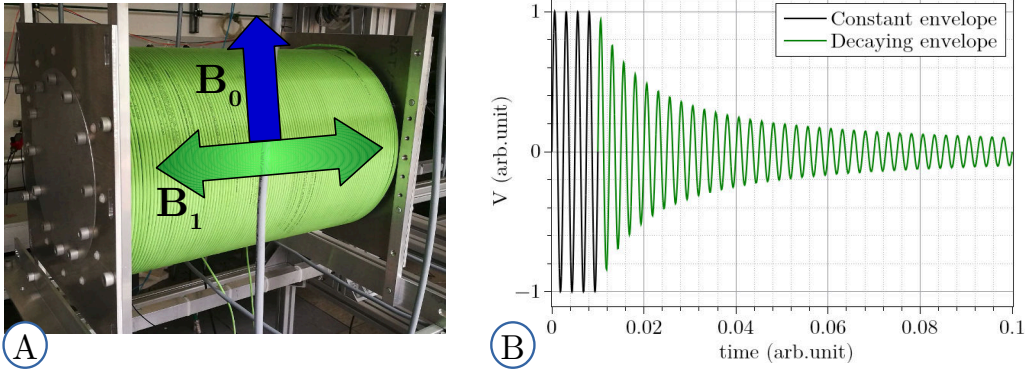 B0
B1
A
1
0
−1
V (arb.unit)
Constant envelope
Decaying envelope
0
0.02
0.04
0.06
0.08
0.1
time (arb.unit)
B